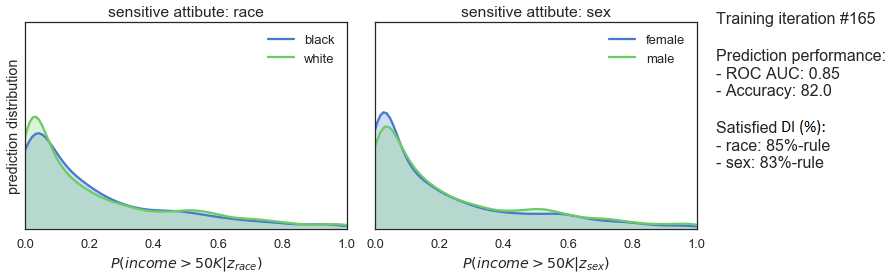 sensitive attibute: race
prediction distribution
black
white
0.0 0.2 0.4 0.6 0.8 1.0
P(income > 50K|z_race)
sensitive attibute: sex
female
male
0.0 0.2 0.4 0.6 0.8 1.0
P(income > 50K|z_sex)
Training iteration #165
Prediction performance:
- ROC AUC: 0.85
- Accuracy: 82.0
Satisfied DI (%):
- race: 85%-rule
- sex: 83%-rule